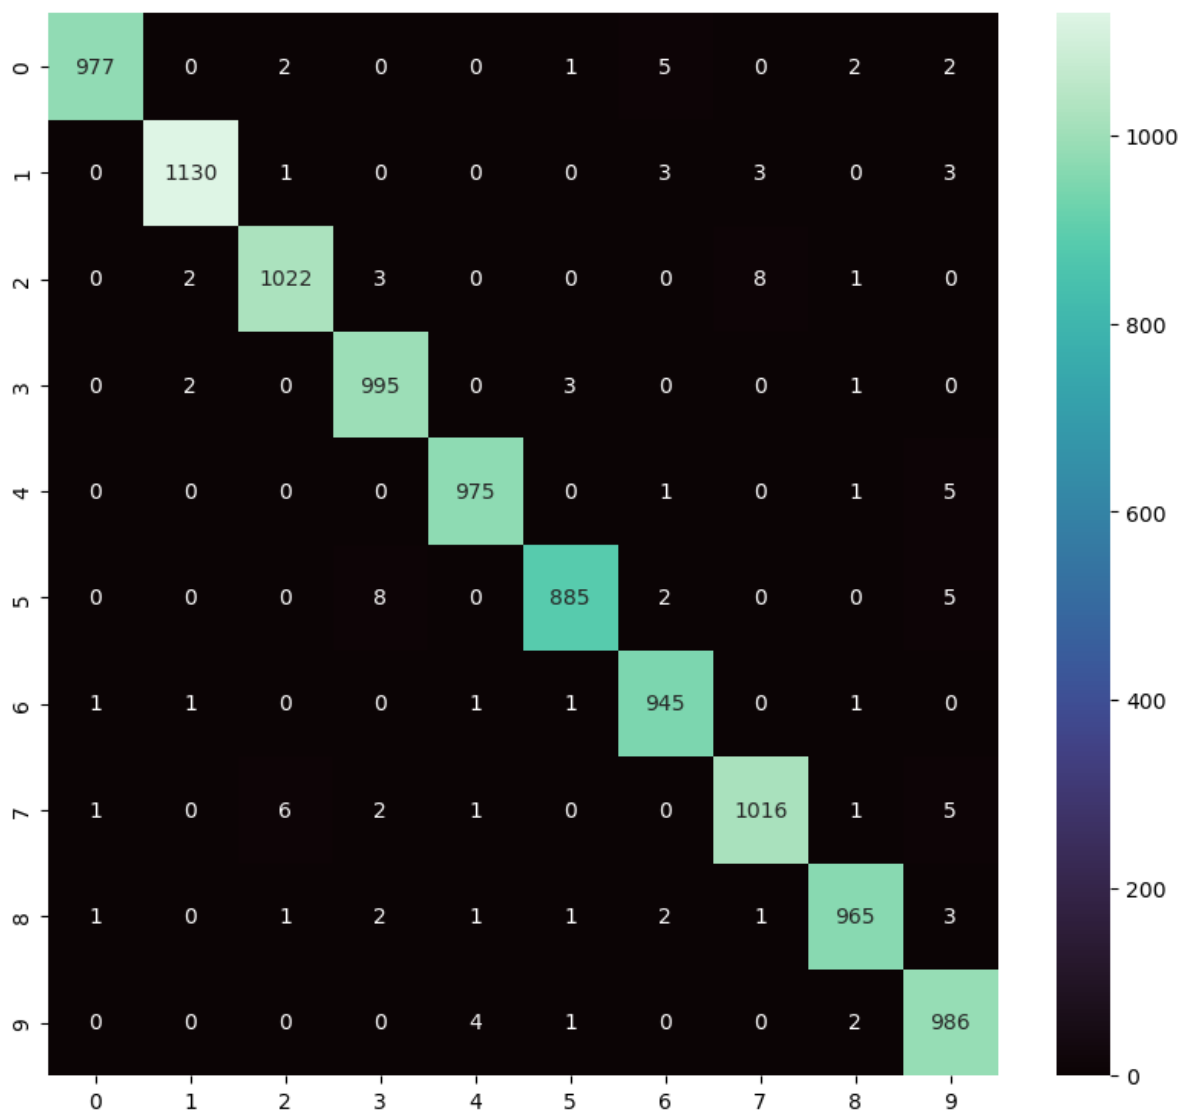 0 977 0 2 0 0 1 5 0 2 2
1 0 1130 1 0 0 0 3 3 0 3
2 0 2 1022 3 0 0 0 8 1 0
3 0 2 0 995 0 3 0 0 1 0
4 0 0 0 0 975 0 1 0 1 5
5 0 0 0 8 0 885 2 0 0 5
6 1 1 0 0 1 1 945 0 1 0
7 1 0 6 2 1 0 0 1016 1 5
8 1 0 1 2 1 1 2 1 965 3
9 0 0 0 0 4 1 0 0 2 986
0 1 2 3 4 5 6 7 8 9
1000
800
600
400
200
0